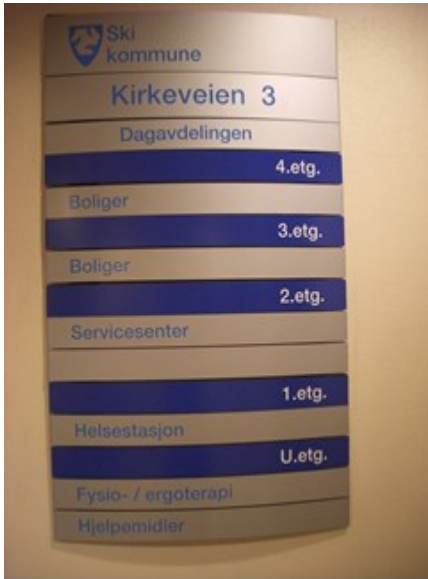 Ski
kommune
Kirkeveien 3
Dagavdelingen
4.etg.
Boliger
3.etg.
Boliger
2.etg.
Servicesenter
1.etg.
Helsestasjon
U.etg.
Fysio- / ergoterapi
Hjelpemidler